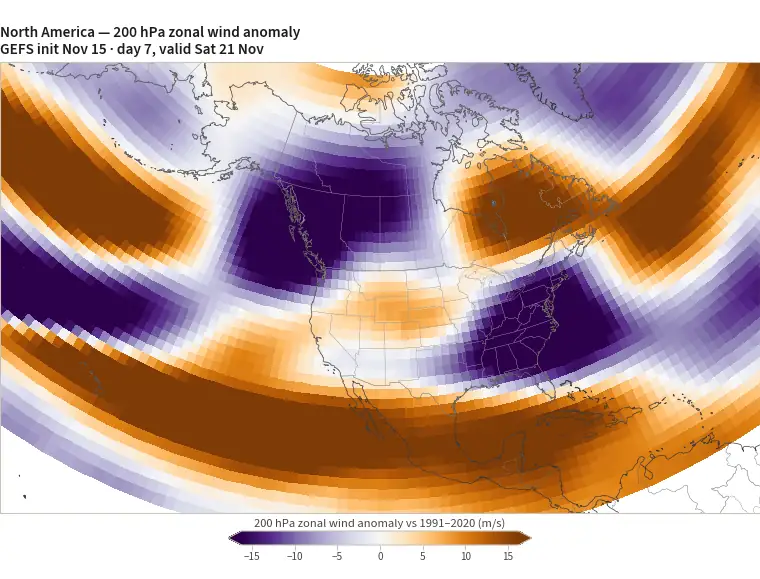 North America — 200 hPa zonal wind anomaly
GEFS init Nov 15 · day 7, valid Sat 21 Nov
200 hPa zonal wind anomaly vs 1991–2020 (m/s)
−15 −10 −5 0 5 10 15